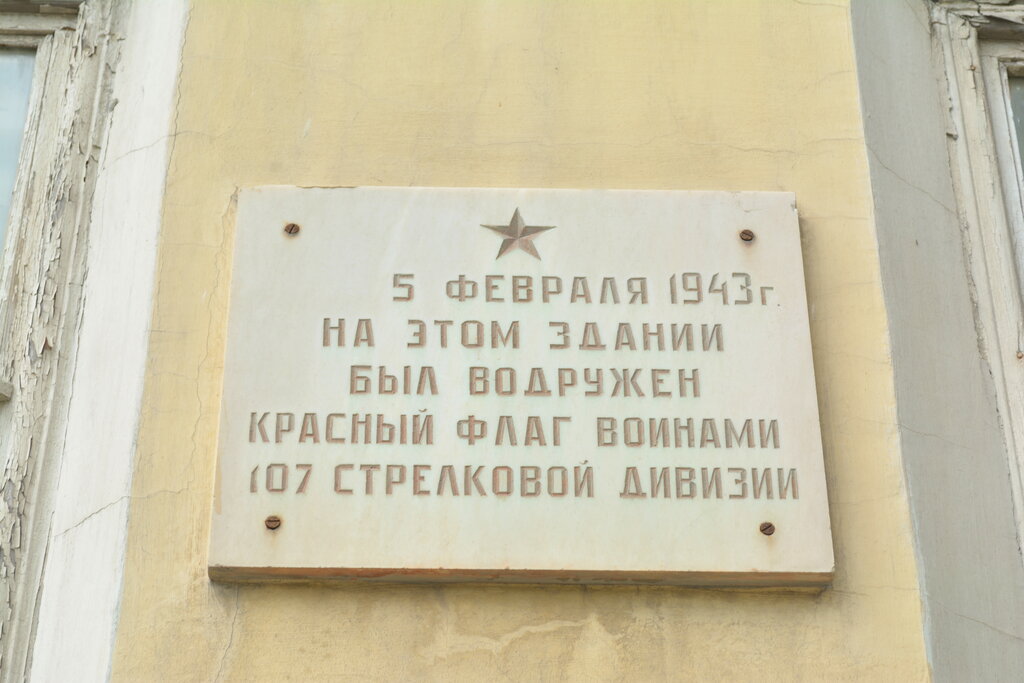 5 ФЕВРАЛЯ 1943г.
НА ЭТОМ ЗДАНИИ
БЫЛ ВОДРУЖЕН
КРАСНЫЙ ФЛАГ ВОИНАМИ
107 СТРЕЛКОВОЙ ДИВИЗИИ